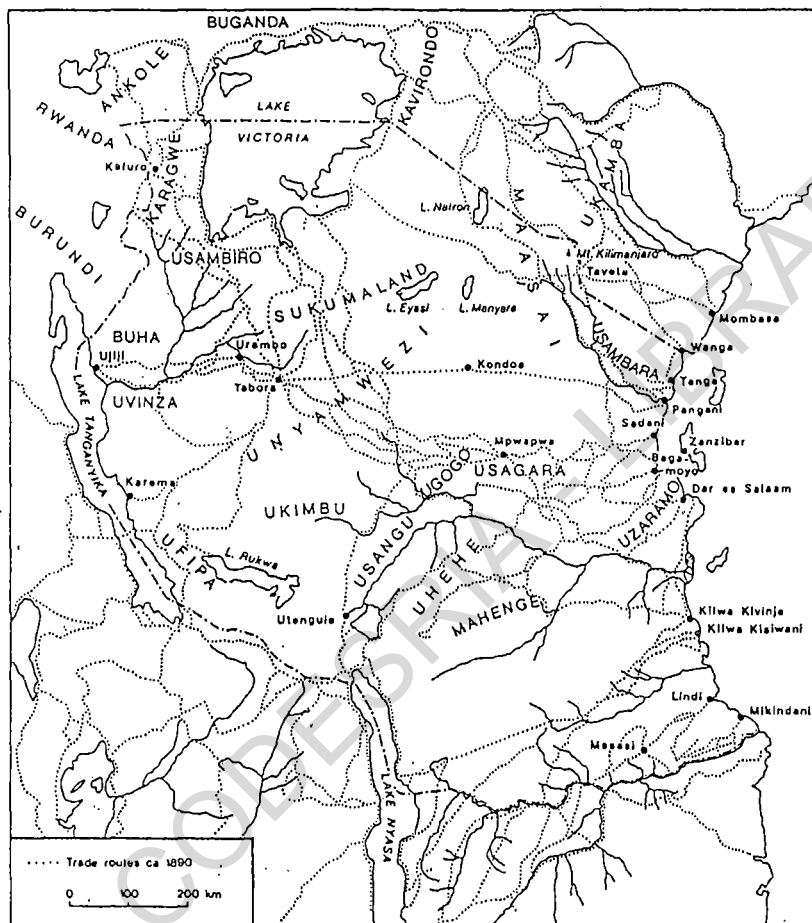 BUGANDA
ANKOLE
KAVIRONDO
RWANDA
LAKE
VICTORIA
Kafuro
KARAGWE
UKAMBA
MAASAI
L. Natron
BURUNDI
USAMBIRO
Mt. Kilimanjaro
Taveta
SUKUMALAND
L. Eyasi
L. Manyara
Mombasa
BUHA
Urambo
USAMBARA
Wanga
Ujiji
Kondoa
Tanga
Tabora
UVINZA
Pangani
LAKE TANGANYIKA
UNYAMWEZI
Sadani
Mpwapwa
Zanzibar
USAGARA
Baga-
moyo
UGOGO
Karema
Dar es Salaam
UKIMBU
UZARAMO
USANGU
UFIPA
L. Rukwa
UHEHE
MAHENGE
Utengule
Kilwa Kivinje
Kilwa Kisiwani
Lindi
Mikindani
Masasi
LAKE NYASA
Trade routes ca 1890
0 100 200 km
CODESRIA - LIBRA